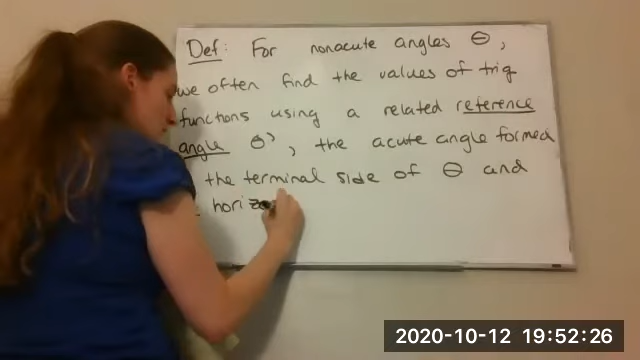 Def: For nonacute angles θ,
we often find the values of trig
functions using a related reference
angle θ', the acute angle formed
the terminal side of θ and
hori
2020-10-12 19:52:26